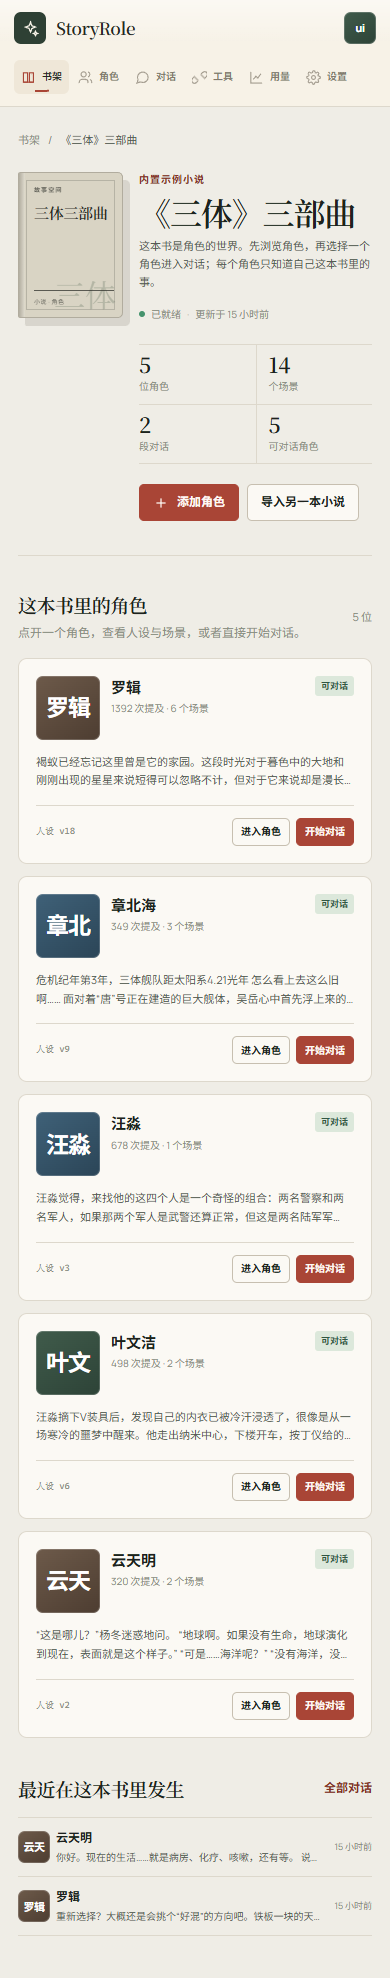 StoryRole
ui
书架
角色
对话
工具
用量
设置
书架 / 《三体》三部曲
故事空间
三体三部曲
三体
小说 · 角色
内置示例小说
《三体》三部曲
这本书是角色的世界。先浏览角色，再选择一个
角色进入对话；每个角色只知道自己这本书里的
事。
已就绪 · 更新于 15 小时前
5
位角色
14
个场景
2
段对话
5
可对话角色
＋ 添加角色
导入另一本小说
这本书里的角色
5 位
点开一个角色，查看人设与场景，或者直接开始对话。
罗辑
罗辑
可对话
1392 次提及 · 6 个场景
褐蚁已经忘记这里曾是它的家园。这段时光对于暮色中的大地和
刚刚出现的星星来说短得可以忽略不计，但对于它来说却是漫长…
人设 v18
进入角色
开始对话
章北
章北海
可对话
349 次提及 · 3 个场景
危机纪年第3年，三体舰队距太阳系4.21光年 怎么看上去这么旧
啊…… 面对着“唐”号正在建造的巨大舰体，吴岳心中首先浮上来的…
人设 v9
进入角色
开始对话
汪淼
汪淼
可对话
678 次提及 · 1 个场景
汪淼觉得，来找他的这四个人是一个奇怪的组合：两名警察和两
名军人，如果那两个军人是武警还算正常，但这是两名陆军军…
人设 v3
进入角色
开始对话
叶文
叶文洁
可对话
498 次提及 · 2 个场景
汪淼摘下V装具后，发现自己的内衣已被冷汗浸透了，很像是从一
场寒冷的噩梦中醒来。他走出纳米中心，下楼开车，按丁仪给的…
人设 v6
进入角色
开始对话
云天
云天明
可对话
320 次提及 · 2 个场景
“这是哪儿？”杨冬迷惑地问。 “地球啊。如果没有生命，地球演化
到现在，表面就是这个样子。” “可是……海洋呢？” “没有海洋，没…
人设 v2
进入角色
开始对话
最近在这本书里发生
全部对话
云天
云天明
15 小时前
你好。现在的生活……就是病房、化疗、咳嗽，还有等。 说…
罗辑
罗辑
15 小时前
重新选择？大概还是会挑个“好混”的方向吧。铁板一块的天…